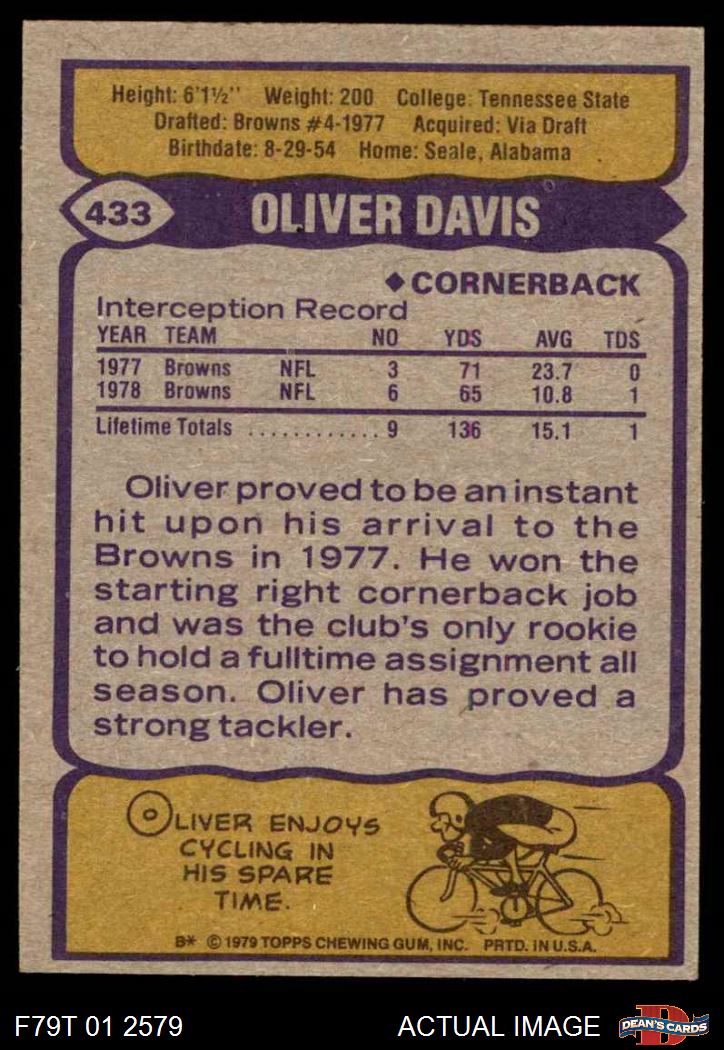 Height: 6'1½" Weight: 200 College: Tennessee State
Drafted: Browns #4-1977 Acquired: Via Draft
Birthdate: 8-29-54 Home: Seale, Alabama
433 OLIVER DAVIS
◆CORNERBACK
Interception Record
YEAR TEAM NO YDS AVG TDS
1977 Browns NFL 3 71 23.7 0
1978 Browns NFL 6 65 10.8 1
Lifetime Totals ............ 9 136 15.1 1
Oliver proved to be an instant
hit upon his arrival to the
Browns in 1977. He won the
starting right cornerback job
and was the club's only rookie
to hold a fulltime assignment all
season. Oliver has proved a
strong tackler.
OLIVER ENJOYS
CYCLING IN
HIS SPARE
TIME.
B* © 1979 TOPPS CHEWING GUM, INC. PRTD. IN U.S.A.
F79T 01 2579 ACTUAL IMAGE D DEAN'S CARDS